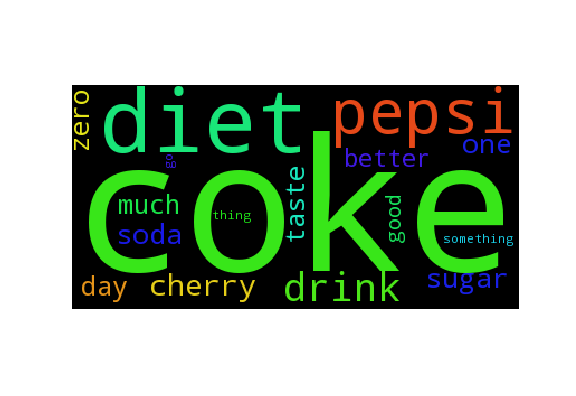 zero
diet
pepsi
one
better
go
coke
taste
much
good
thing
soda
something
day
cherry
drink
sugar